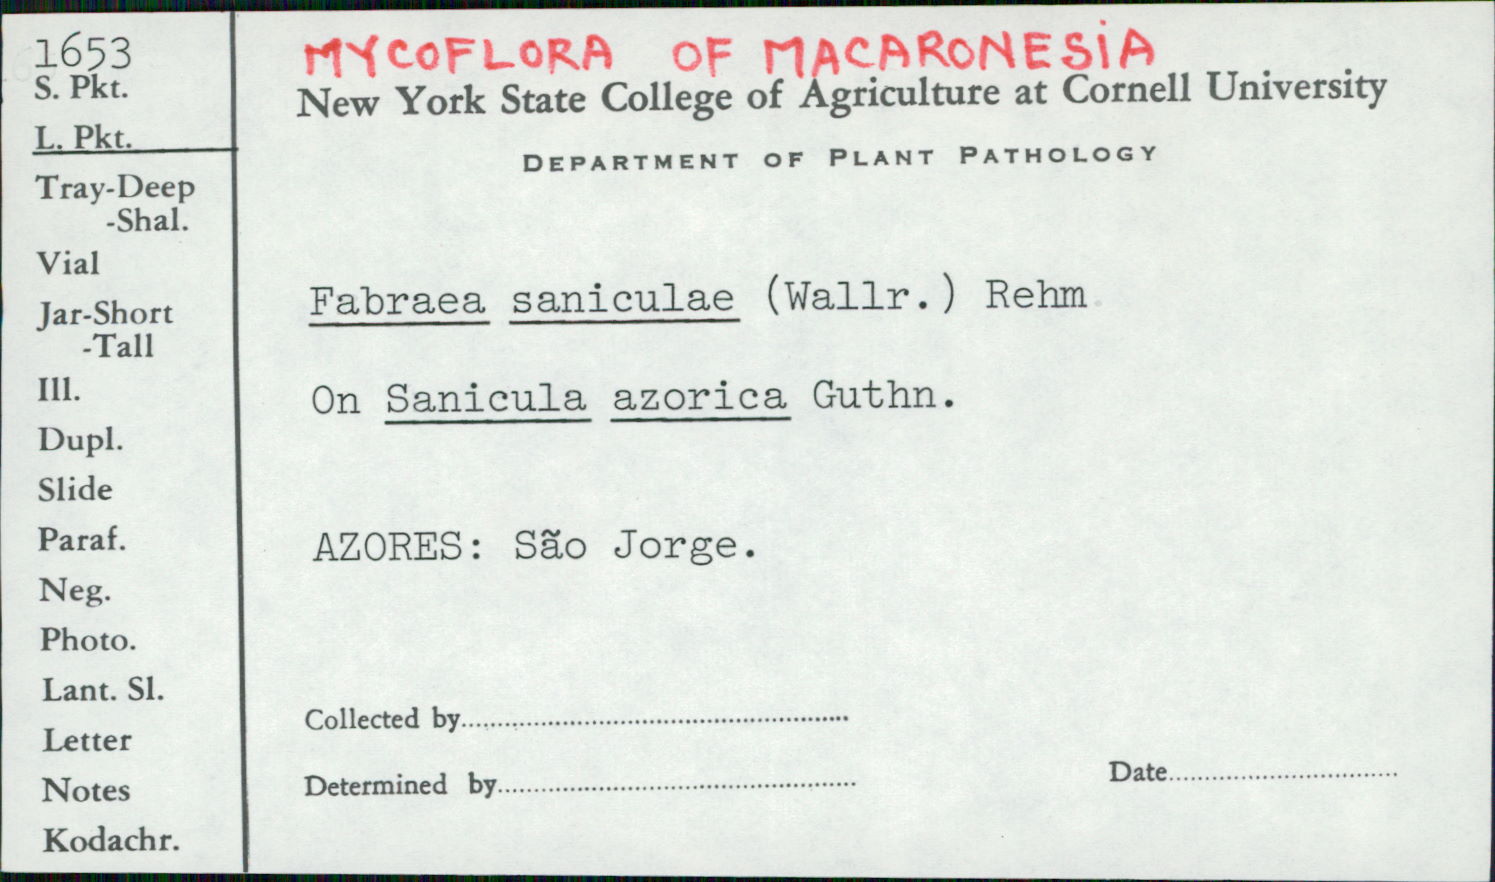 1653
S. Pkt.
L. Pkt.
Tray-Deep
-Shal.
Vial
Jar-Short
-Tall
Ill.
Dupl.
Slide
Paraf.
Neg.
Photo.
Lant. Sl.
Letter
Notes
Kodachr.
MYCOFLORA OF MACARONESIA
New York State College of Agriculture at Cornell University
DEPARTMENT OF PLANT PATHOLOGY
Fabraea saniculae (Wallr.) Rehm
On Sanicula azorica Guthn.
AZORES: São Jorge.
Collected by
Determined by
Date